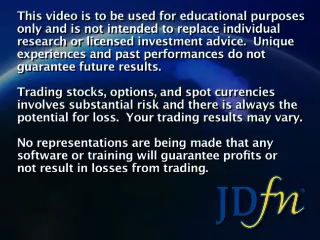 This video is to be used for educational purposes
only and is not intended to replace individual
research or licensed investment advice.  Unique
experiences and past performances do not
guarantee future results.

Trading stocks, options, and spot currencies
involves substantial risk and there is always the
potential for loss.  Your trading results may vary.

No representations are being made that any
software or training will guarantee profits or
not result in losses from trading.

JDfn